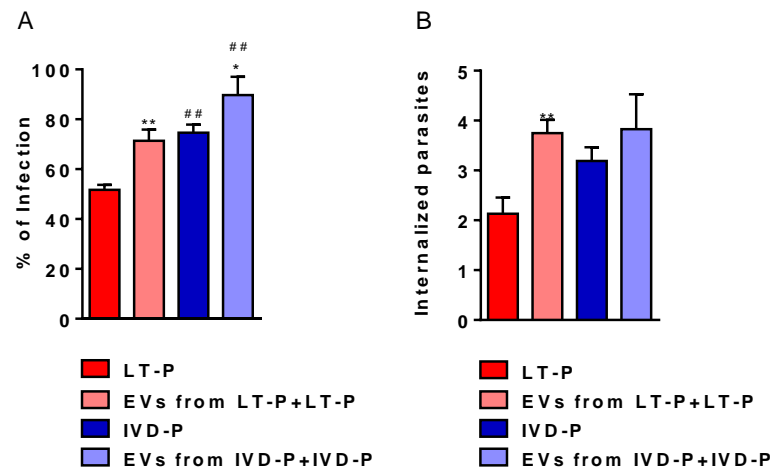 A
% of Infection
100
80
60
40
20
0
**
##
##
*
LT-P
EVs from LT-P+LT-P
IVD-P
EVs from IVD-P+IVD-P
B
Internalized parasites
5
4
3
2
1
0
**
LT-P
EVs from LT-P+LT-P
IVD-P
EVs from IVD-P+IVD-P